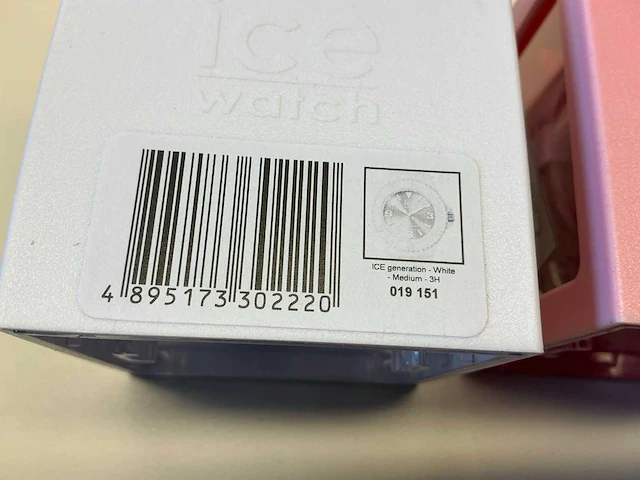 ice
watch
4 895173 302220
ICE generation - White
- Medium - 3H
019 151